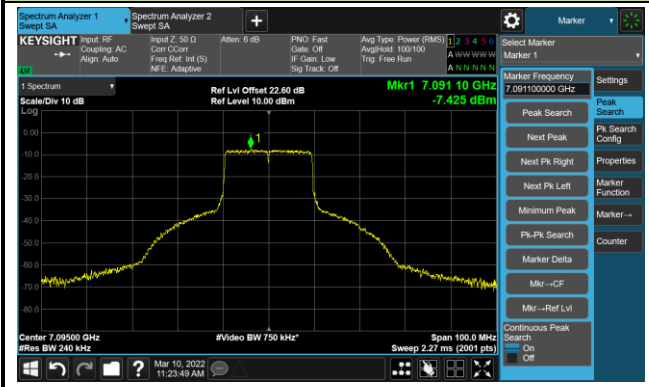 Spectrum Analyzer 1
Swept SA
Spectrum Analyzer 2
Swept SA
+
Marker
KEYSIGHT
Input: RF
Coupling: AC
Align: Auto
Input Z: 50 Ω
Corr CCorr
Freq Ref: Int (S)
NFE: Adaptive
Atten: 6 dB
PNO: Fast
Gate: Off
IF Gain: Low
Sig Track: Off
Avg Type: Power (RMS)
Avg|Hold: 100/100
Trig: Free Run
1 2 3 4 5 6
A W W W W W
A N N N N N
LXI
Select Marker
Marker 1
1 Spectrum
Scale/Div 10 dB
Log
Ref Lvl Offset 22.60 dB
Ref Level 10.00 dBm
Mkr1 7.091 10 GHz
-7.425 dBm
1
0.00
-10.0
-20.0
-30.0
-40.0
-50.0
-60.0
-70.0
-80.0
Center 7.09500 GHz
#Res BW 240 kHz
#Video BW 750 kHz*
Span 100.0 MHz
Sweep 2.27 ms (2001 pts)
Marker Frequency
7.091100000 GHz
Peak Search
Next Peak
Next Pk Right
Next Pk Left
Minimum Peak
Pk-Pk Search
Marker Delta
Mkr→CF
Mkr→Ref Lvl
Continuous Peak
Search
On
Off
Settings
Peak
Search
Pk Search
Config
Properties
Marker
Function
Marker→
Counter
?
Mar 10, 2022
11:23:49 AM